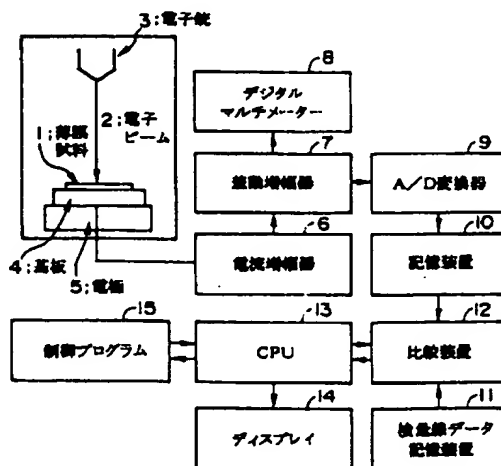 3;電子銃
1;薄膜
試料
2;電子
ビーム
4;基板
5;電極
8
デジタル
マルチメーター
7
差動増幅器
9
A/D変換器
6
電流増幅器
10
記憶装置
15
制御プログラム
13
CPU
12
比較装置
14
ディスプレイ
11
検量線データ
記憶装置